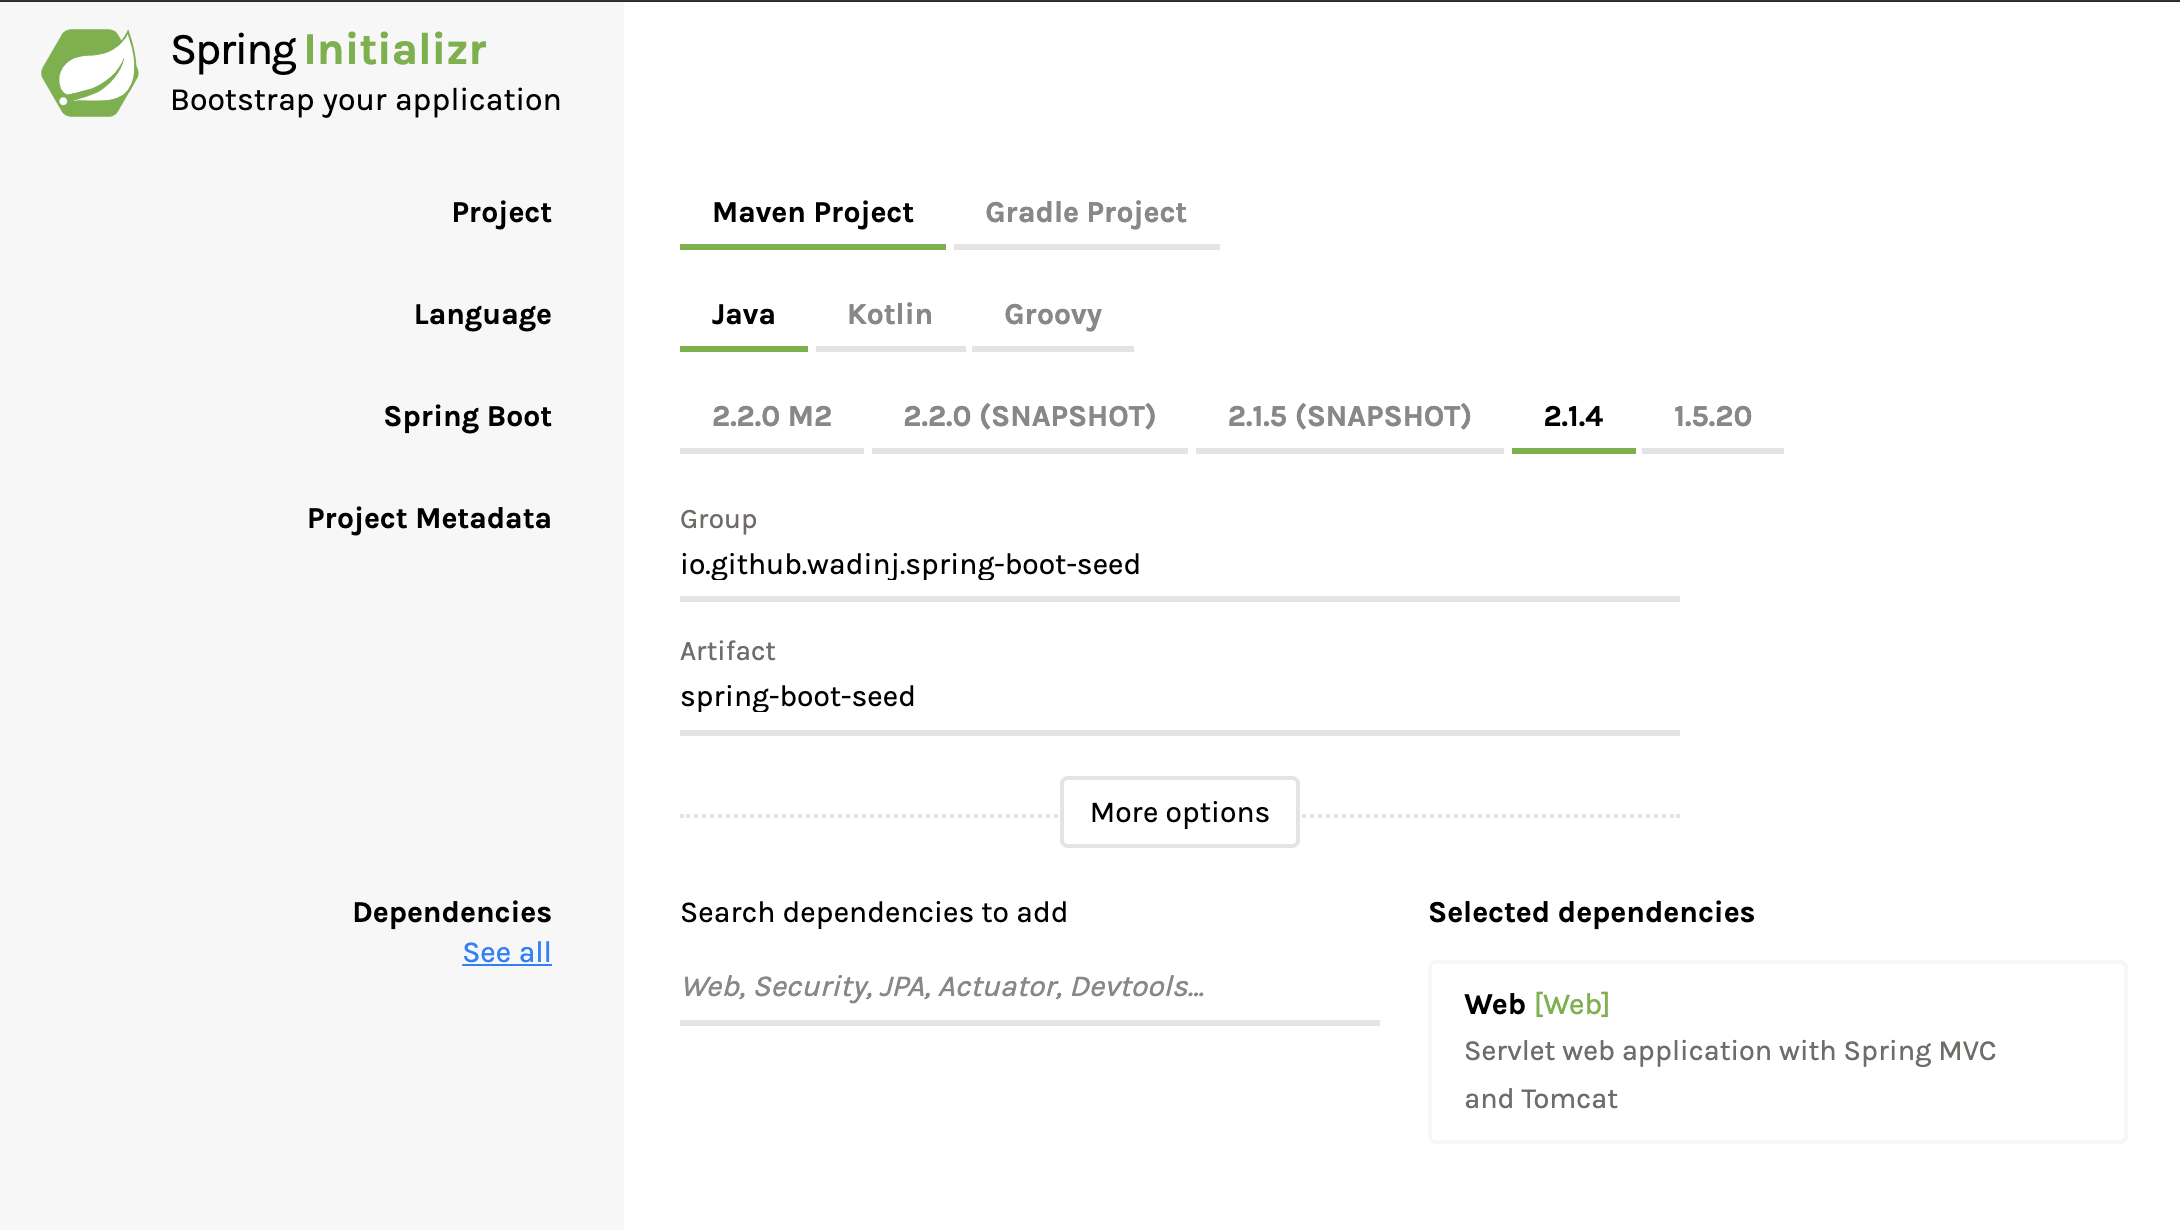 Spring Initializr
Bootstrap your application
Project
Maven Project Gradle Project
Language
Java Kotlin Groovy
Spring Boot
2.2.0 M2 2.2.0 (SNAPSHOT) 2.1.5 (SNAPSHOT) 2.1.4 1.5.20
Project Metadata
Group
io.github.wadinj.spring-boot-seed
Artifact
spring-boot-seed
More options
Dependencies
See all
Search dependencies to add
Web, Security, JPA, Actuator, Devtools...
Selected dependencies
Web [Web]
Servlet web application with Spring MVC
and Tomcat